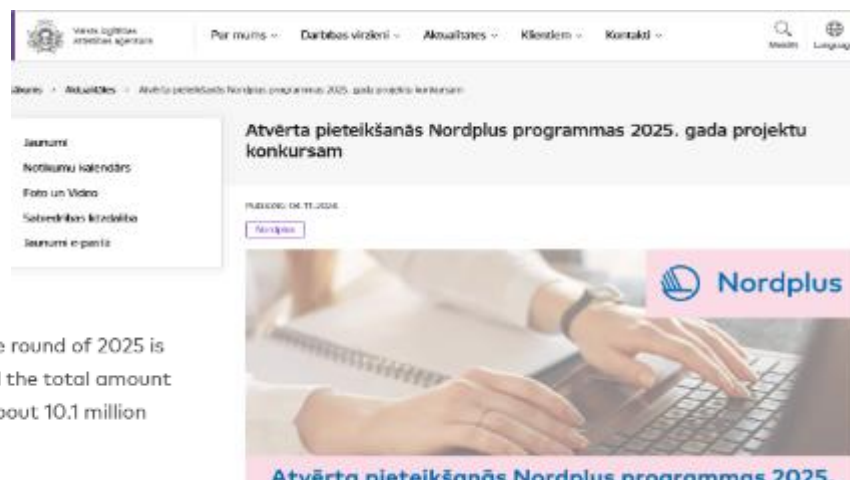 Valsts izglītības
attīstības aģentūra
Par mums
Darbības virzieni
Aktualitātes
Klientiem
Kontakti
Meklēt
Languag
Aktualitātes
Atvērta pieteikšanās Nordplus programmas 2025. gada projektu konkursam
Jaunumi
Notikumu kalendārs
Foto un Video
Sabiedrības līdzdalība
Jaunumi e-pastā
Atvērta pieteikšanās Nordplus programmas 2025. gada projektu
konkursam
Publicēts: 04.11.2024.
Nordplus
Nordplus
e round of 2025 is
the total amount
bout 10.1 million
Atvērta pieteikšanās Nordplus programmas 2025.